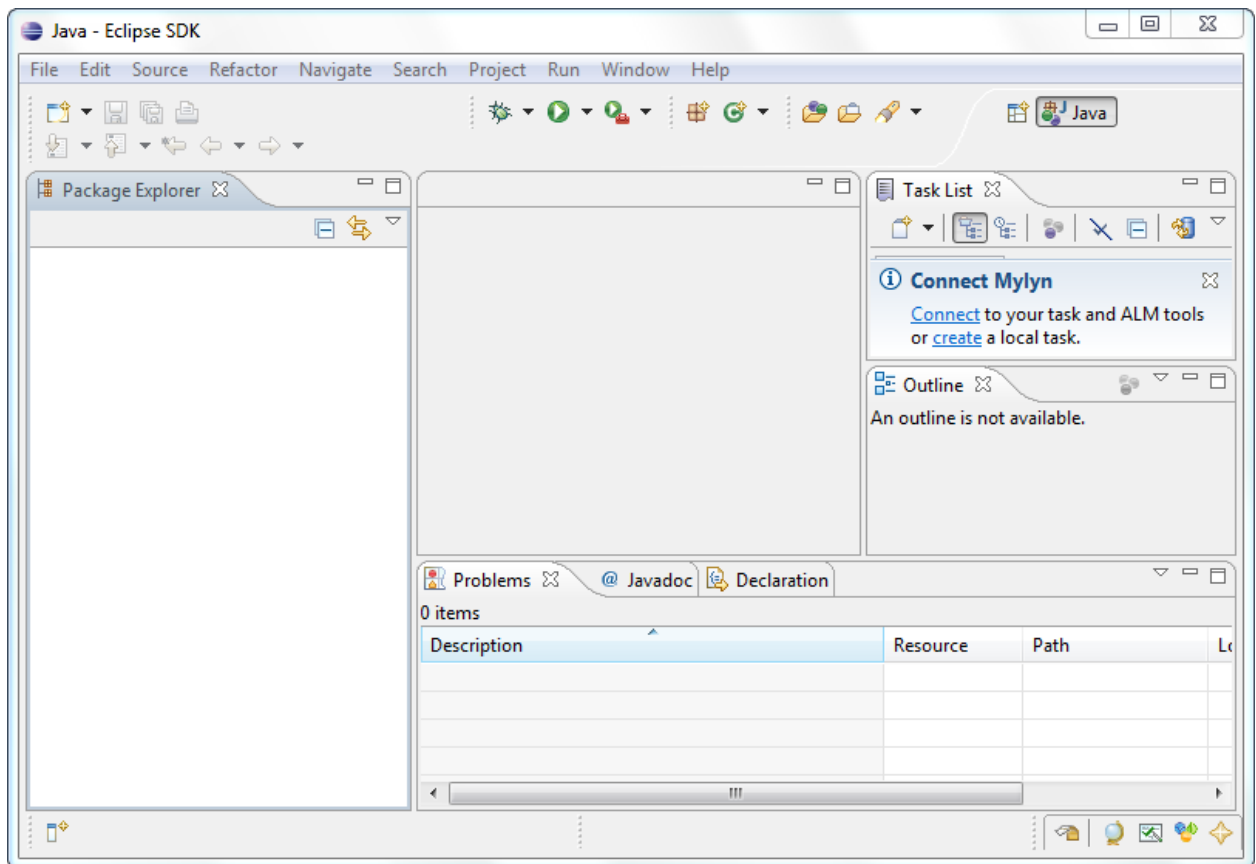 Java - Eclipse SDK
File Edit Source Refactor Navigate Search Project Run Window Help
Java
Package Explorer
Task List
Connect Mylyn
Connect to your task and ALM tools
or create a local task.
Outline
An outline is not available.
Problems @ Javadoc Declaration
0 items
Description Resource Path